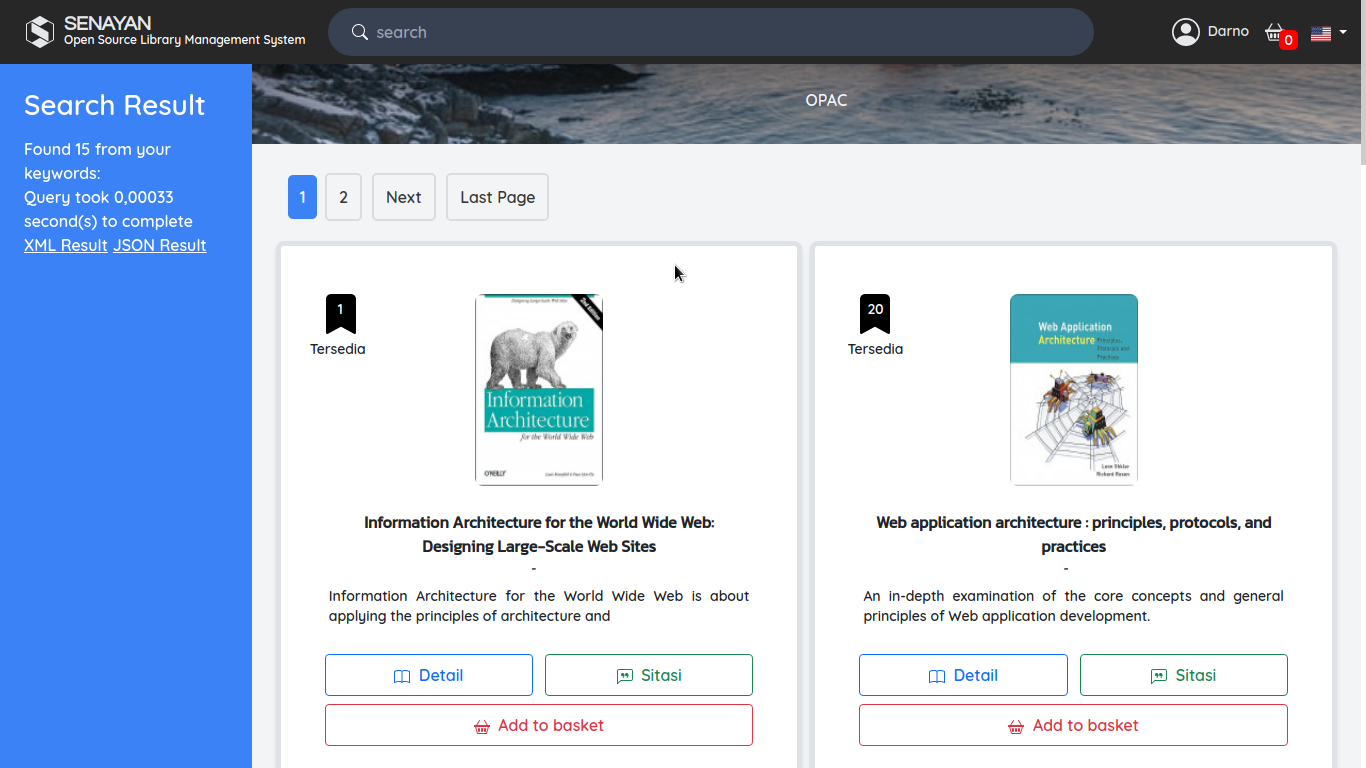 SENAYAN
Open Source Library Management System
search
Darno
0
Search Result
Found 15 from your
keywords:
Query took 0,00033
second(s) to complete
XML Result JSON Result
OPAC
1 2 Next Last Page
1
Tersedia
2nd Edition
Information
Architecture
for the World Wide Web
O'REILLY
Information Architecture for the World Wide Web:
Designing Large-Scale Web Sites
-
Information Architecture for the World Wide Web is about
applying the principles of architecture and
Detail
Sitasi
Add to basket
20
Tersedia
Web Application
Architecture
Principles,
Protocols and
Practices
Leon Shklar
Richard Rosen
Web application architecture : principles, protocols, and
practices
-
An in-depth examination of the core concepts and general
principles of Web application development.
Detail
Sitasi
Add to basket